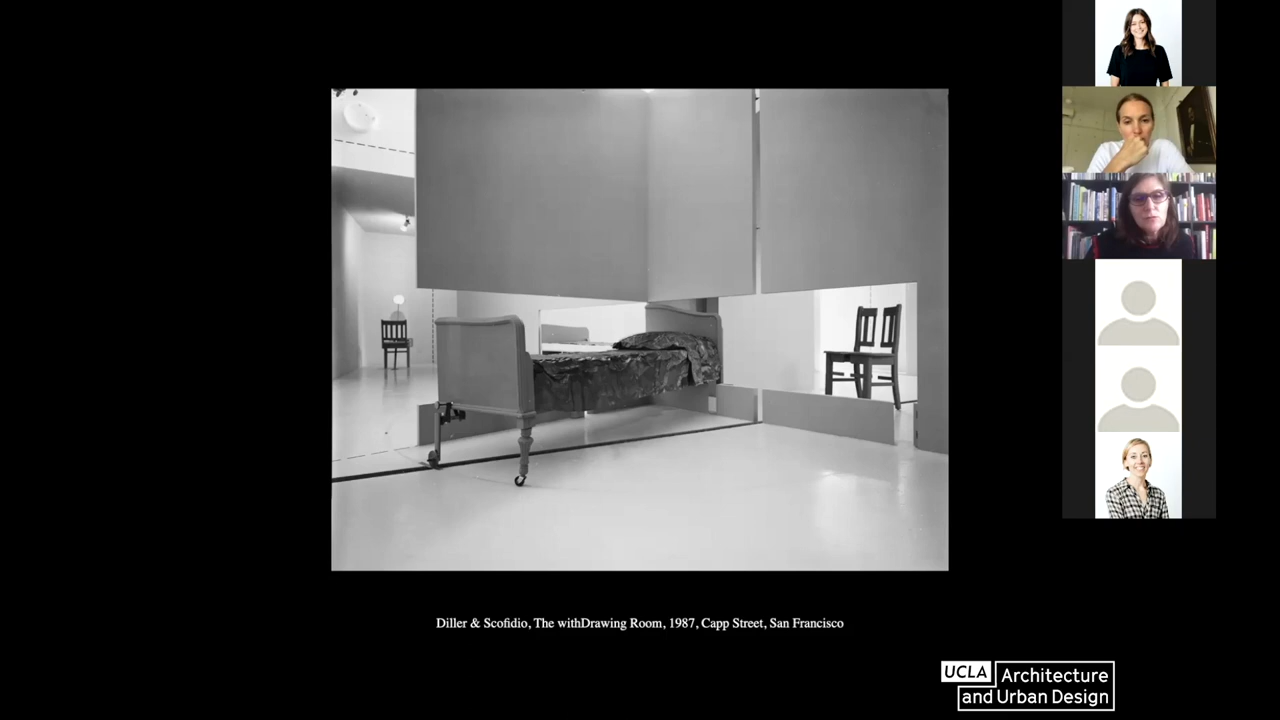 Diller & Scofidio, The withDrawing Room, 1987, Capp Street, San Francisco
UCLA Architecture
and Urban Design